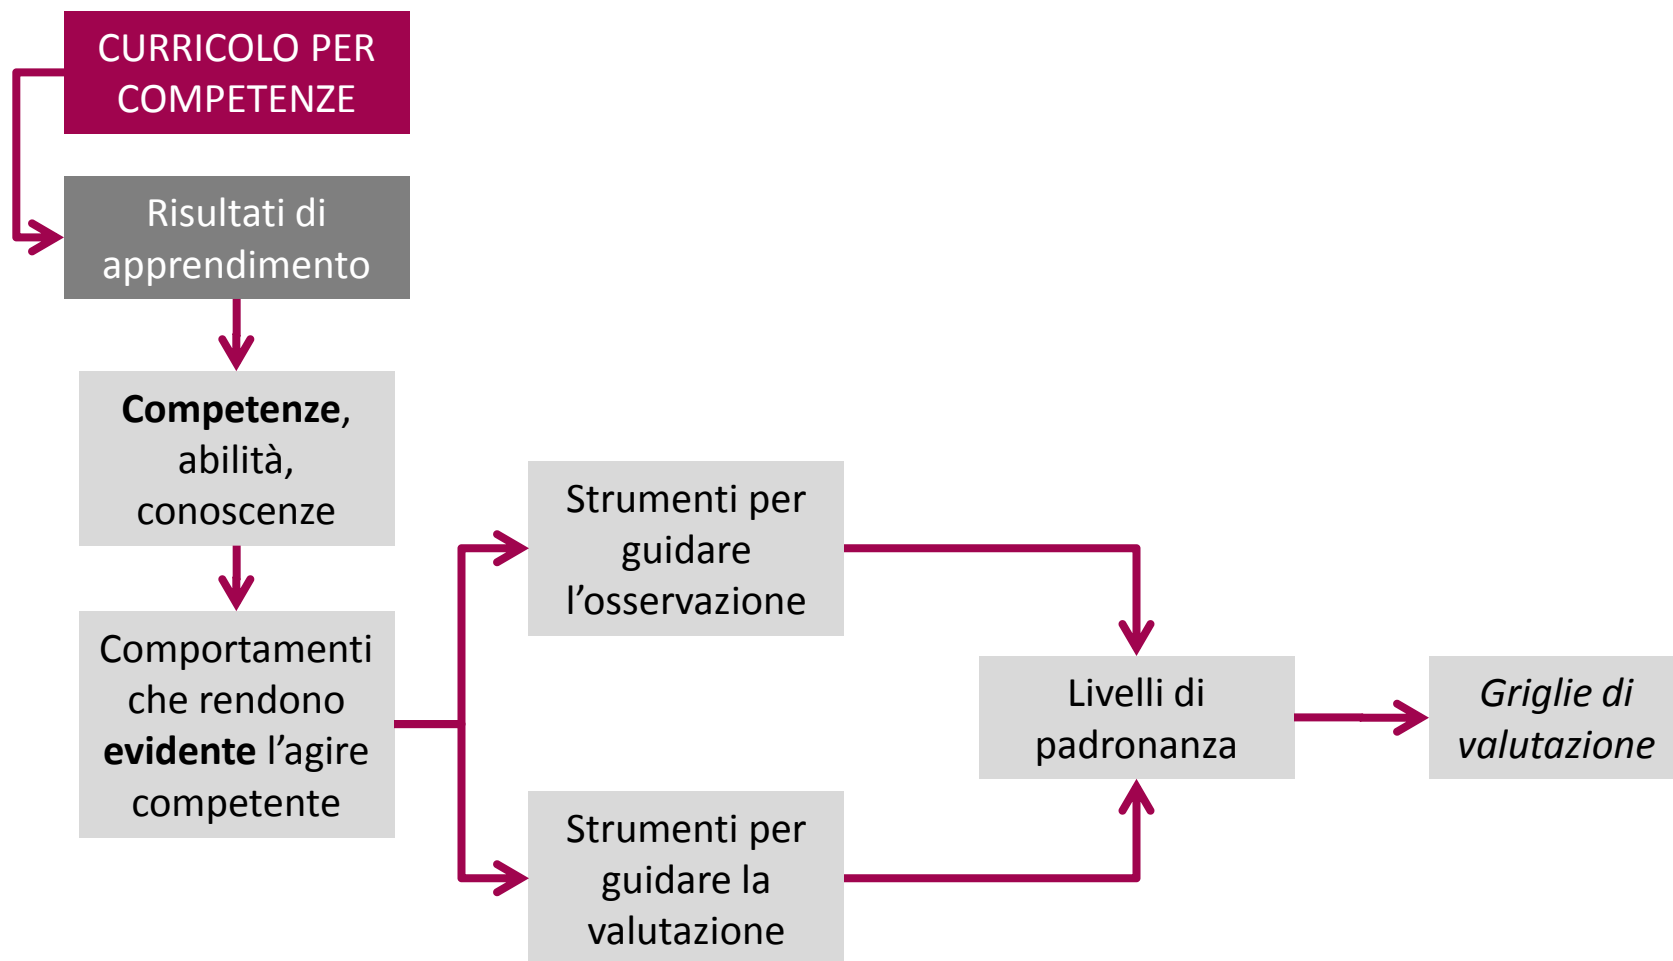 CURRICOLO PER
COMPETENZE
Risultati di
apprendimento
Competenze,
abilità,
conoscenze
Comportamenti
che rendono
evidente l’agire
competente
Strumenti per
guidare
l’osservazione
Strumenti per
guidare la
valutazione
Livelli di
padronanza
Griglie di
valutazione